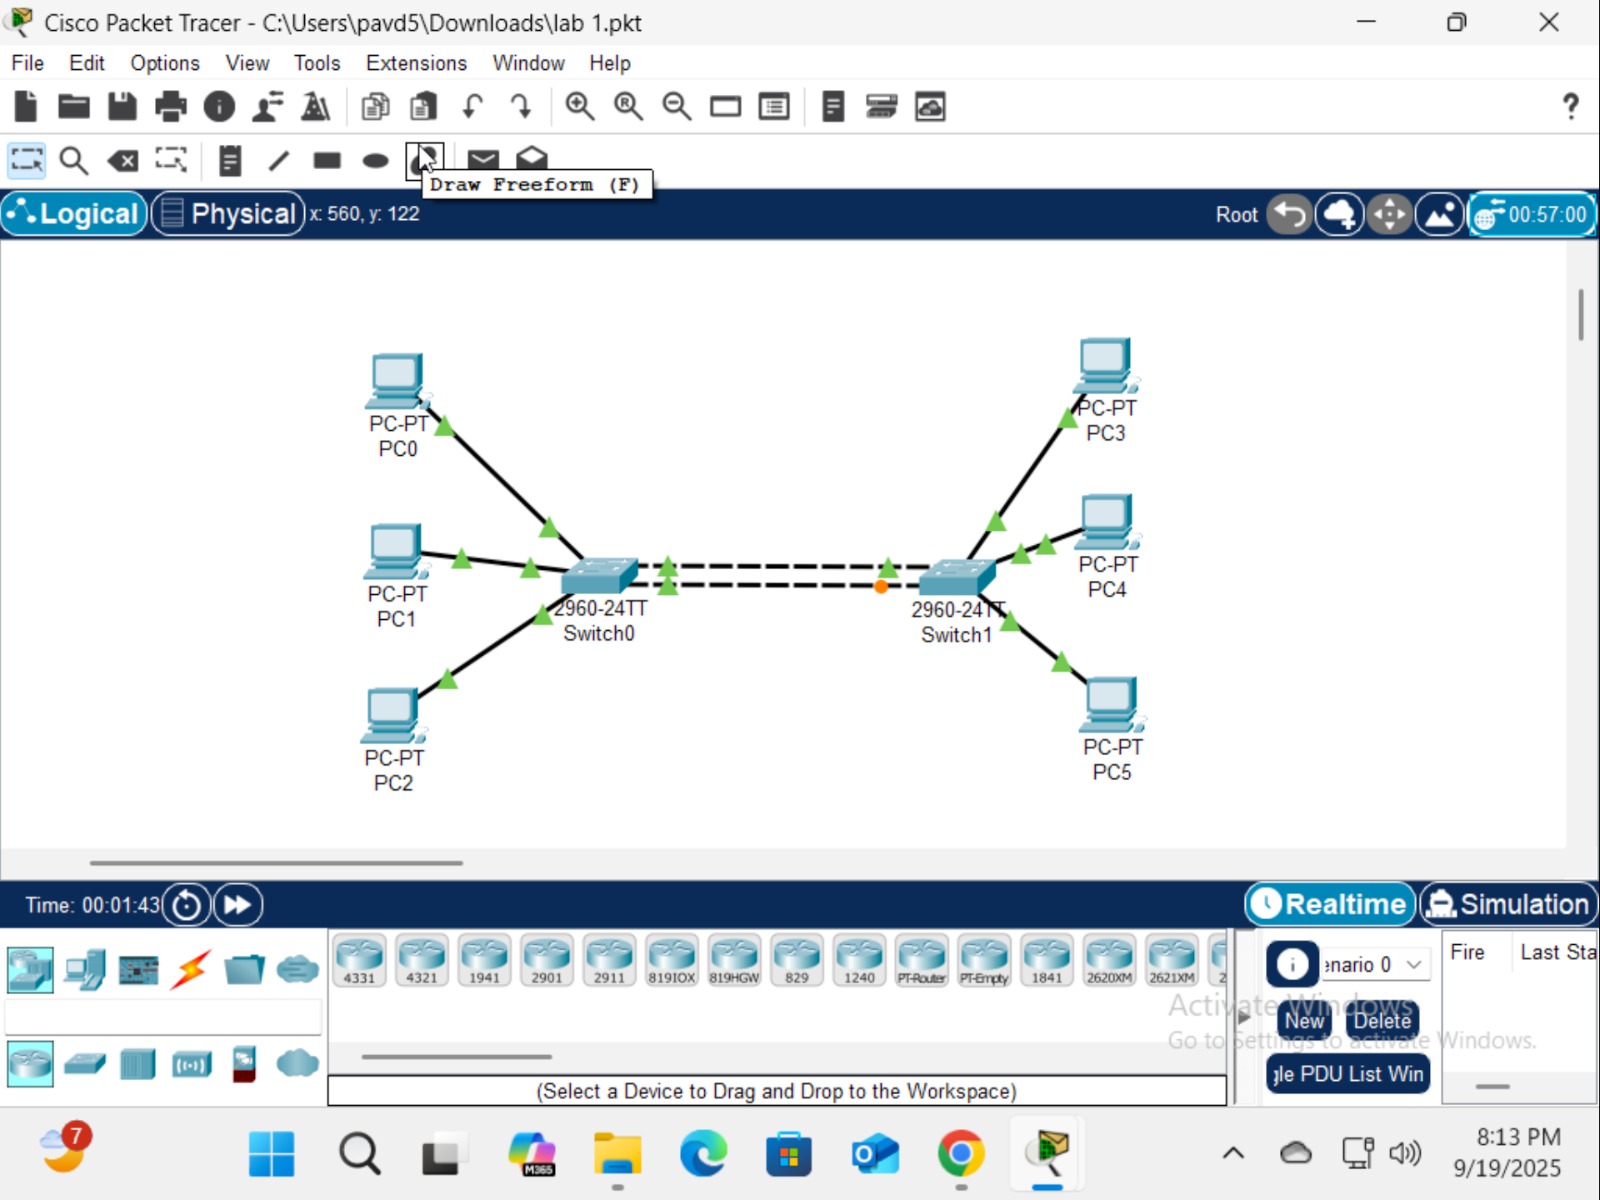 Cisco Packet Tracer - C:\Users\pavd5\Downloads\lab 1.pkt
File Edit Options View Tools Extensions Window Help
Draw Freeform (F)
Logical Physical x: 560, y: 122 Root 00:57:00
PC-PT
PC0
PC-PT
PC3
PC-PT
PC1
PC-PT
PC4
2960-24TT
Switch0
2960-24TT
Switch1
PC-PT
PC2
PC-PT
PC5
Time: 00:01:43 Realtime Simulation
4331 4321 1941 2901 2911 819IOX 819HGW 829 1240 PT-Router PT-Empty 1841 2620XM 2621XM 2
enario 0
Fire Last Sta
New Delete
Activate Windows
Go to Settings to activate Windows.
gle PDU List Win
(Select a Device to Drag and Drop to the Workspace)
7
M365
8:13 PM
9/19/2025